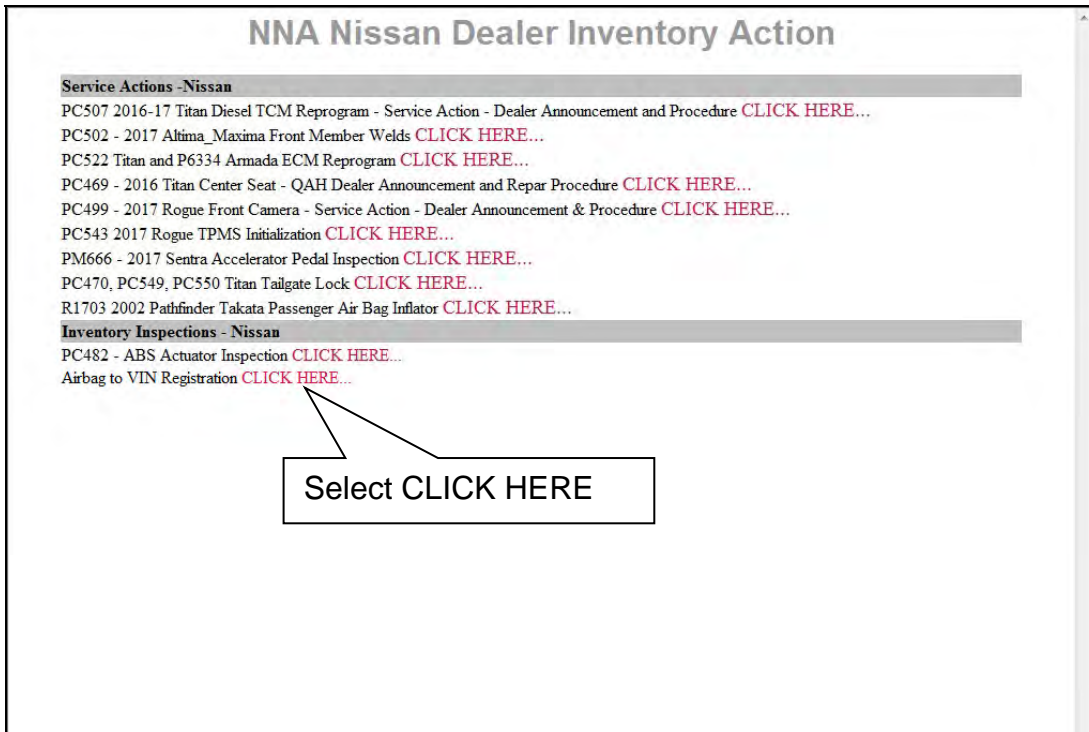 NNA Nissan Dealer Inventory Action
Service Actions -Nissan
PC507 2016-17 Titan Diesel TCM Reprogram - Service Action - Dealer Announcement and Procedure CLICK HERE...
PC502 - 2017 Altima_Maxima Front Member Welds CLICK HERE...
PC522 Titan and P6334 Armada ECM Reprogram CLICK HERE...
PC469 - 2016 Titan Center Seat - QAH Dealer Announcement and Repar Procedure CLICK HERE...
PC499 - 2017 Rogue Front Camera - Service Action - Dealer Announcement & Procedure CLICK HERE...
PC543 2017 Rogue TPMS Initialization CLICK HERE...
PM666 - 2017 Sentra Accelerator Pedal Inspection CLICK HERE...
PC470, PC549, PC550 Titan Tailgate Lock CLICK HERE...
R1703 2002 Pathfinder Takata Passenger Air Bag Inflator CLICK HERE...
Inventory Inspections - Nissan
PC482 - ABS Actuator Inspection CLICK HERE...
Airbag to VIN Registration CLICK HERE...
Select CLICK HERE